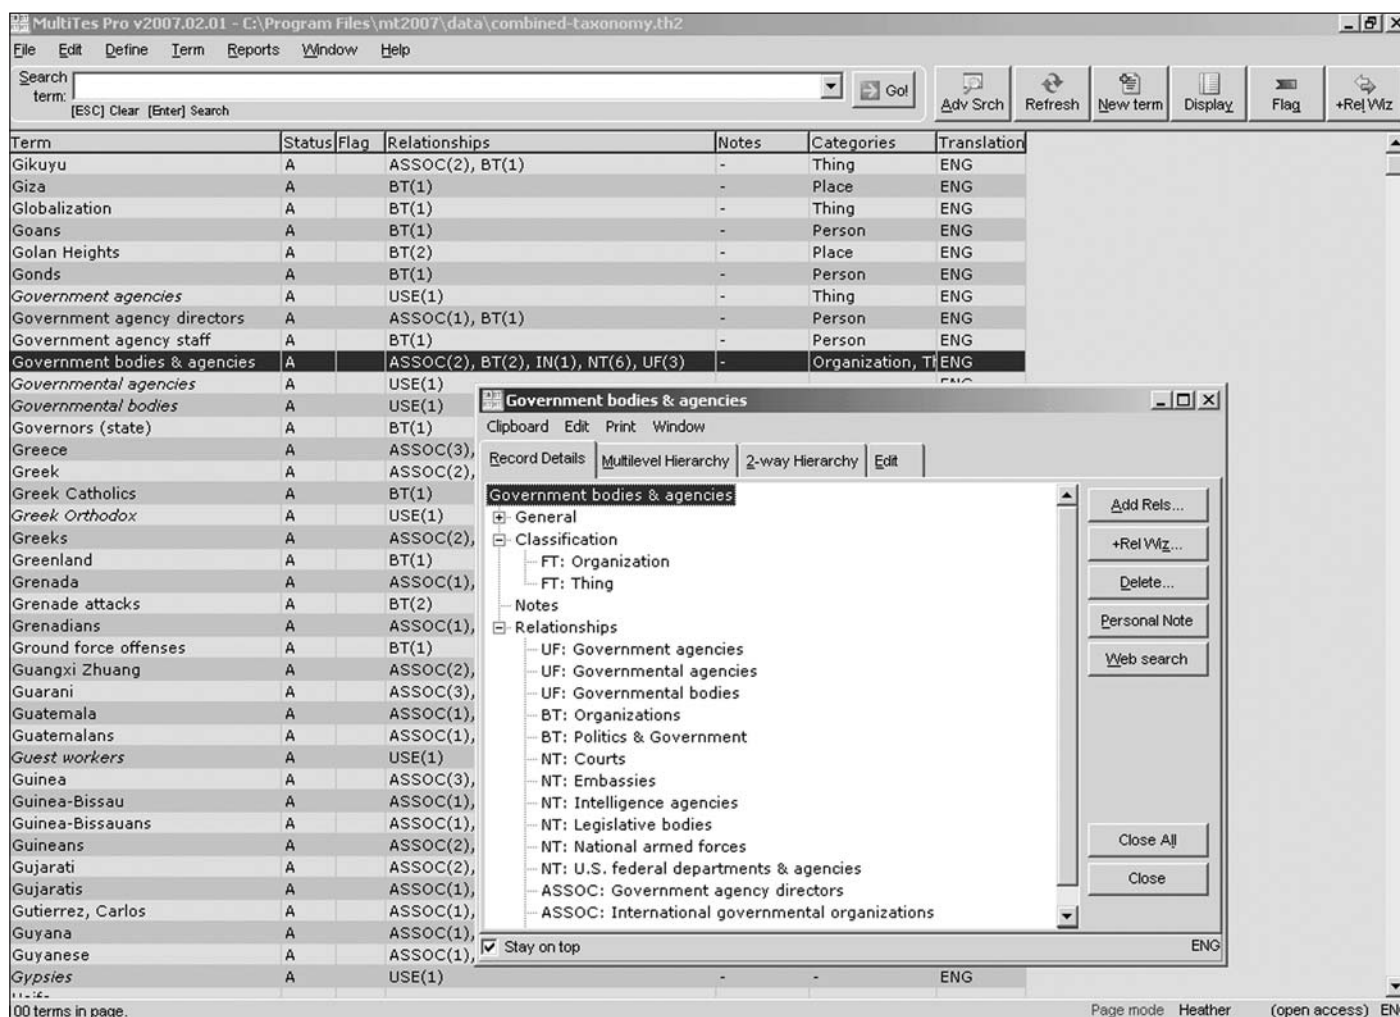 MultiTes Pro v2007.02.01 - C:\Program Files\mt2007\data\combined-taxonomy.th2
File Edit Define Term Reports Window Help
Search term: Go! Adv Srch Refresh New term Display Flag +Rel Wiz
[ESC] Clear [Enter] Search
Term Status Flag Relationships Notes Categories Translation
Gikuyu A ASSOC(2), BT(1) - Thing ENG
Giza A BT(1) - Place ENG
Globalization A BT(1) - Thing ENG
Goans A BT(1) - Person ENG
Golan Heights A BT(2) - Place ENG
Gonds A BT(1) - Person ENG
Government agencies A USE(1) - Thing ENG
Government agency directors A ASSOC(1), BT(1) - Person ENG
Government agency staff A BT(1) - Person ENG
Government bodies & agencies A ASSOC(2), BT(2), IN(1), NT(6), UF(3) - Organization, Th ENG
Governmental agencies A USE(1)
Governmental bodies A USE(1)
Governors (state) A BT(1)
Greece A ASSOC(3),
Greek A ASSOC(2),
Greek Catholics A BT(1)
Greek Orthodox A USE(1)
Greeks A ASSOC(2),
Greenland A BT(1)
Grenada A ASSOC(1),
Grenade attacks A BT(2)
Grenadians A ASSOC(1),
Ground force offenses A BT(1)
Guangxi Zhuang A ASSOC(2),
Guarani A ASSOC(3),
Guatemala A ASSOC(1),
Guatemalans A ASSOC(1),
Guest workers A USE(1)
Guinea A ASSOC(3),
Guinea-Bissau A ASSOC(1),
Guinea-Bissauans A ASSOC(1),
Guineans A ASSOC(2),
Gujarati A ASSOC(2),
Gujaratis A ASSOC(1),
Gutierrez, Carlos A ASSOC(1),
Guyana A ASSOC(1),
Guyanese A ASSOC(1),
Gypsies A USE(1) - - ENG
00 terms in page. Page mode Heather (open access) EN
Government bodies & agencies
Clipboard Edit Print Window
Record Details Multilevel Hierarchy 2-way Hierarchy Edit
Government bodies & agencies
General
Classification
FT: Organization
FT: Thing
Notes
Relationships
UF: Government agencies
UF: Governmental agencies
UF: Governmental bodies
BT: Organizations
BT: Politics & Government
NT: Courts
NT: Embassies
NT: Intelligence agencies
NT: Legislative bodies
NT: National armed forces
NT: U.S. federal departments & agencies
ASSOC: Government agency directors
ASSOC: International governmental organizations
Add Rels...
+Rel Wiz...
Delete...
Personal Note
Web search
Close All
Close
Stay on top ENG